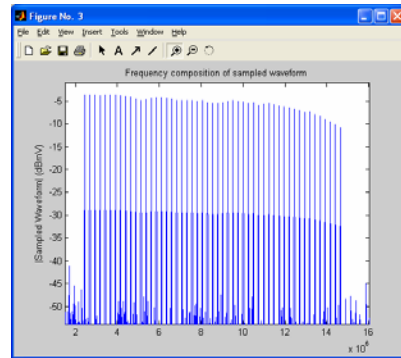 Figure No. 3
File Edit View Insert Tools Window Help
A
Frequency composition of sampled waveform
|Sampled Waveform| (dBmV)
-5
-10
-15
-20
-25
-30
-35
-40
-45
-50
2 4 6 8 10 12 14 16
x 10^6